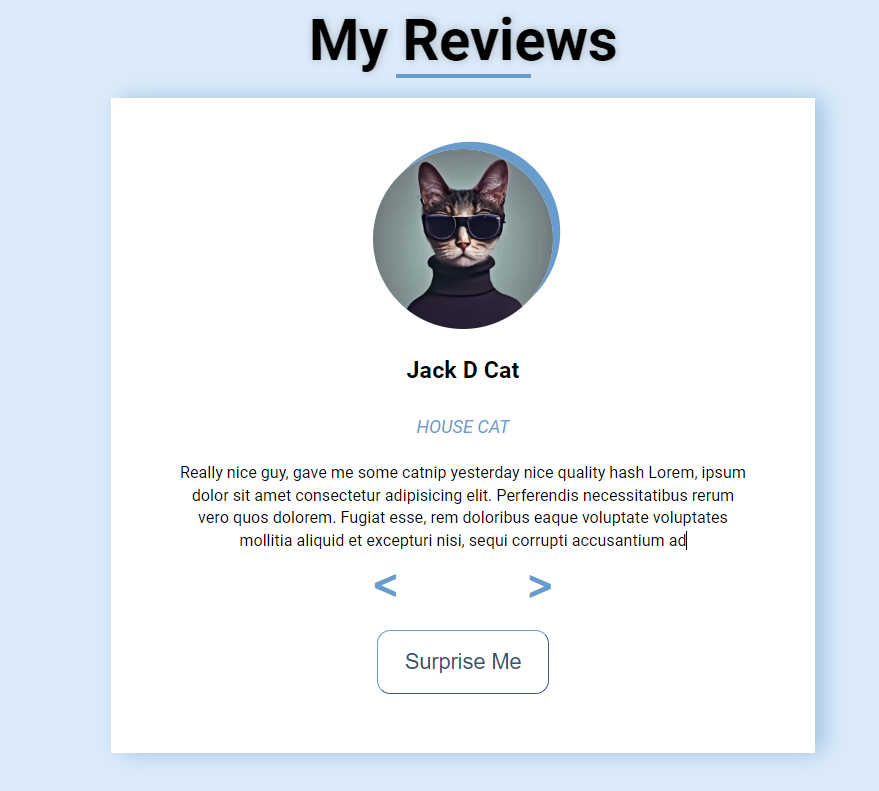 My Reviews
Jack D Cat
HOUSE CAT
Really nice guy, gave me some catnip yesterday nice quality hash Lorem, ipsum
dolor sit amet consectetur adipisicing elit. Perferendis necessitatibus rerum
vero quos dolorem. Fugiat esse, rem doloribus eaque voluptate voluptates
mollitia aliquid et excepturi nisi, sequi corrupti accusantium ad
< >
Surprise Me